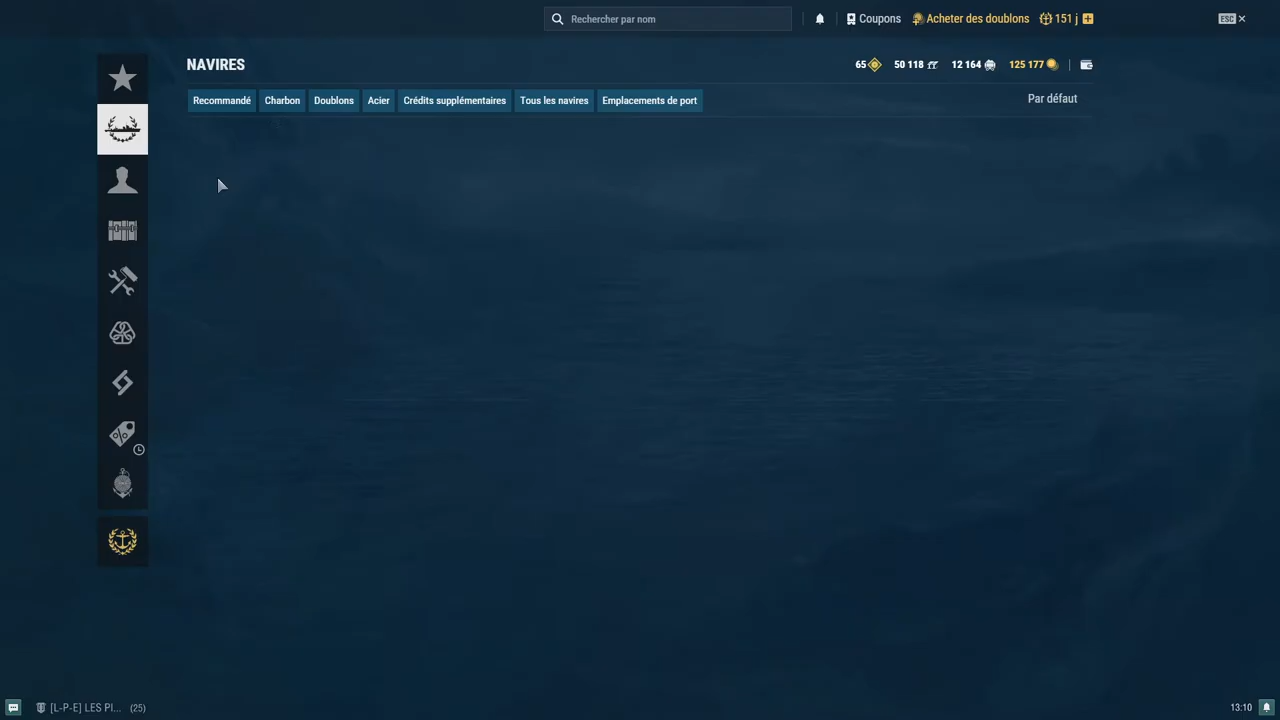 Rechercher par nom
Coupons
Acheter des doublons
151 j
ESC
NAVIRES
65
50 118
12 164
125 177
Recommandé
Charbon
Doublons
Acier
Crédits supplémentaires
Tous les navires
Emplacements de port
Par défaut
[L-P-E] LES PI... (25)
13:10